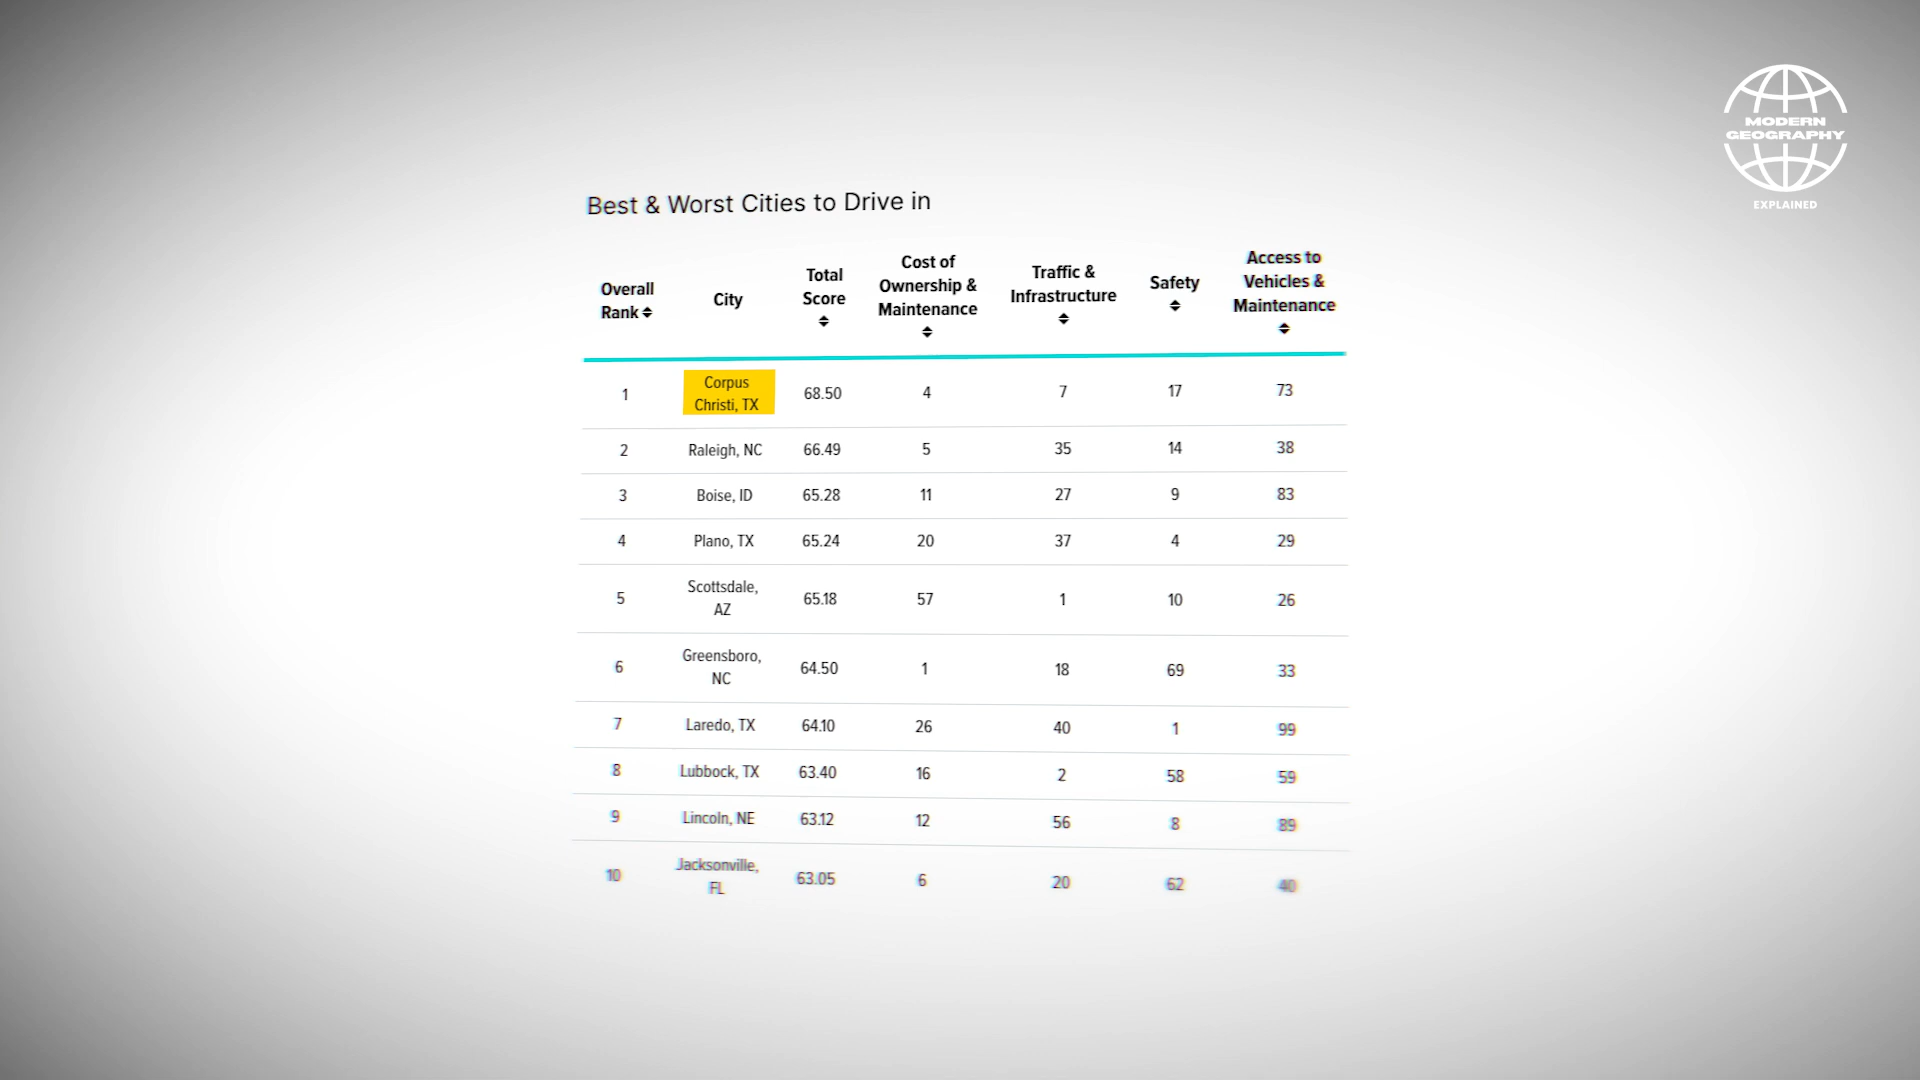 MODERN
GEOGRAPHY
EXPLAINED
Best & Worst Cities to Drive in
Overall Rank City Total Score Cost of Ownership & Maintenance Traffic & Infrastructure Safety Access to Vehicles & Maintenance
1 Corpus Christi, TX 68.50 4 7 17 73
2 Raleigh, NC 66.49 5 35 14 38
3 Boise, ID 65.28 11 27 9 83
4 Plano, TX 65.24 20 37 4 29
5 Scottsdale, AZ 65.18 57 1 10 26
6 Greensboro, NC 64.50 1 18 69 33
7 Laredo, TX 64.10 26 40 1 99
8 Lubbock, TX 63.40 16 2 58 59
9 Lincoln, NE 63.12 12 56 8 89
10 Jacksonville, FL 63.05 6 20 62 40